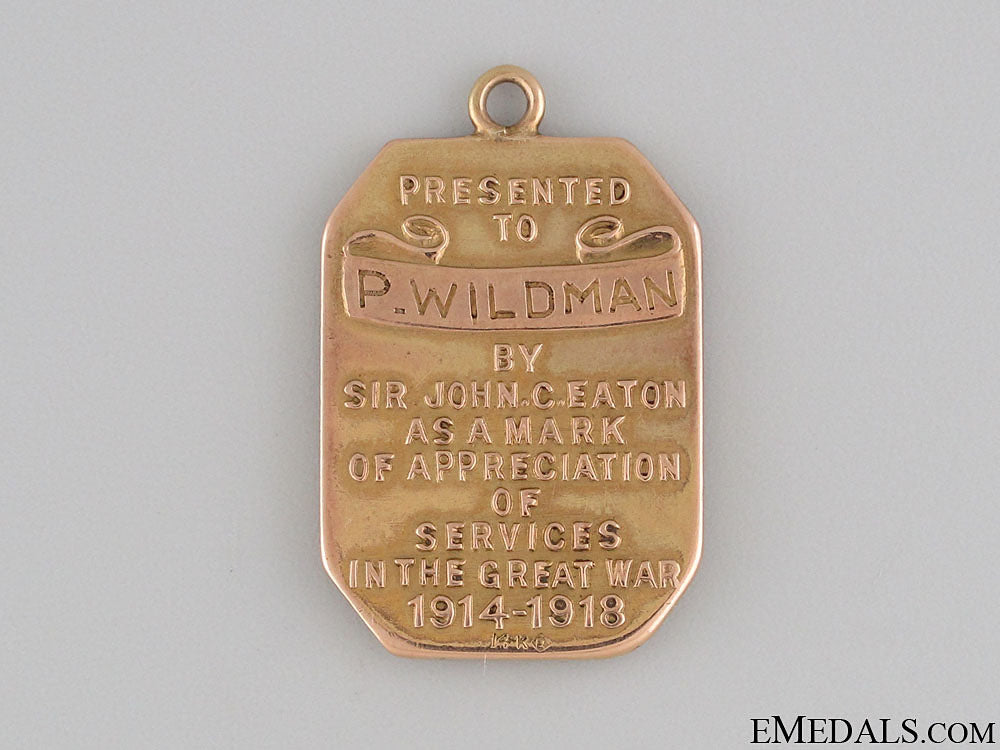 PRESENTED
TO
P. WILDMAN
BY
SIR JOHN.C.EATON
AS A MARK
OF APPRECIATION
OF
SERVICES
IN THE GREAT WAR
1914-1918
14K
EMEDALS.COM